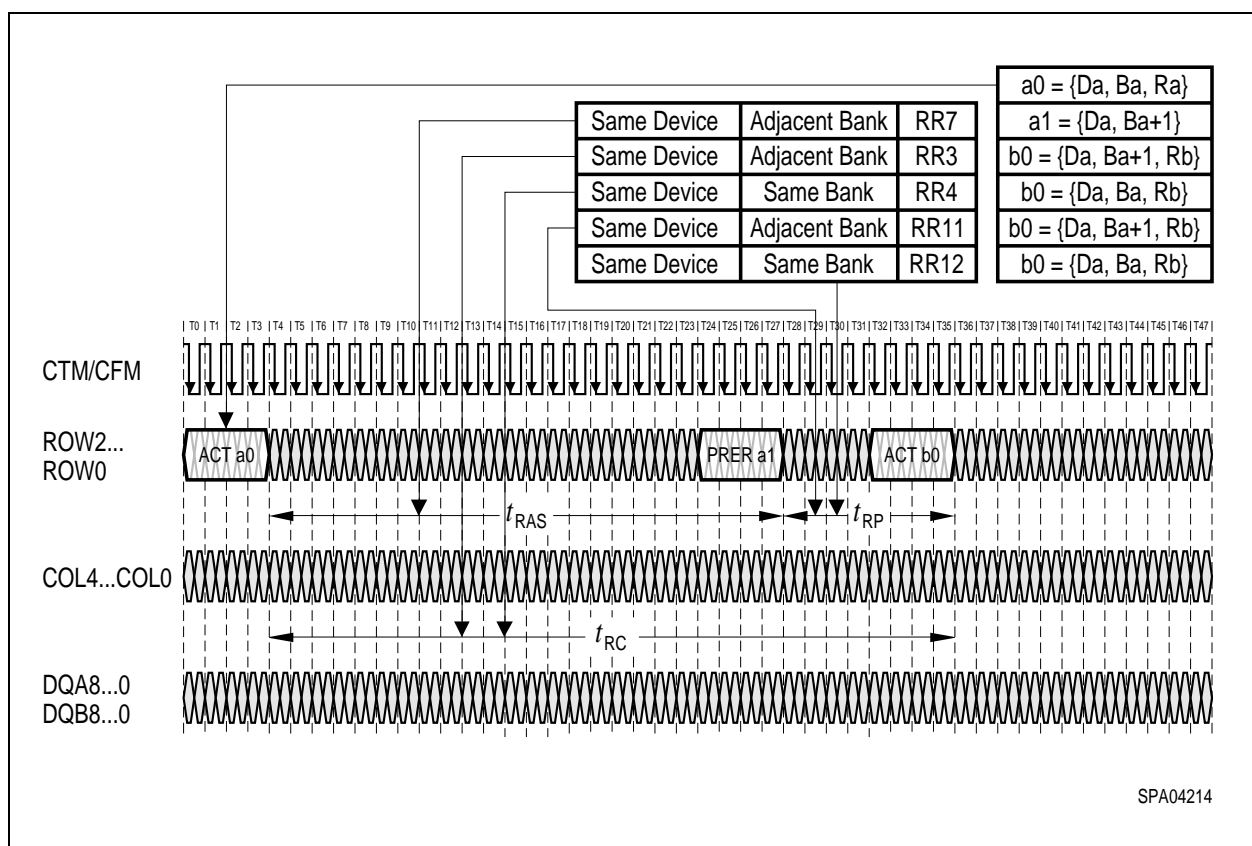 a0 = {Da, Ba, Ra}
Same Device Adjacent Bank RR7 a1 = {Da, Ba+1}
Same Device Adjacent Bank RR3 b0 = {Da, Ba+1, Rb}
Same Device Same Bank RR4 b0 = {Da, Ba, Rb}
Same Device Adjacent Bank RR11 b0 = {Da, Ba+1, Rb}
Same Device Same Bank RR12 b0 = {Da, Ba, Rb}
T0 T1 T2 T3 T4 T5 T6 T7 T8 T9 T10 T11 T12 T13 T14 T15 T16 T17 T18 T19 T20 T21 T22 T23 T24 T25 T26 T27 T28 T29 T30 T31 T32 T33 T34 T35 T36 T37 T38 T39 T40 T41 T42 T43 T44 T45 T46 T47
CTM/CFM
ROW2...
ROW0
ACT a0 PRER a1 ACT b0
tRAS tRP
COL4...COL0
tRC
DQA8...0
DQB8...0
SPA04214